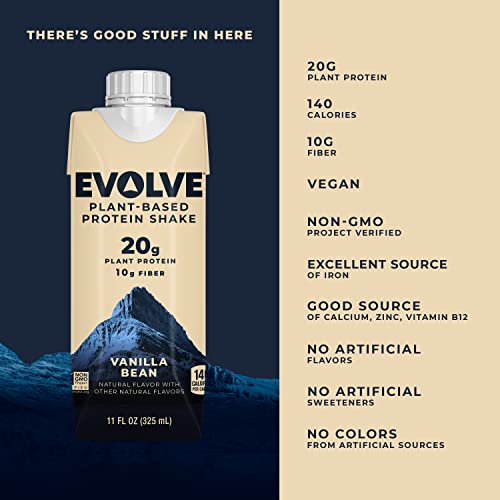 THERE'S GOOD STUFF IN HERE
EVOLVE
PLANT-BASED
PROTEIN SHAKE
20g
PLANT PROTEIN
10g FIBER
VANILLA
BEAN
NATURAL FLAVOR WITH
OTHER NATURAL FLAVORS
11 FL OZ (325 mL)
NON
GMO
20G
PLANT PROTEIN
140
CALORIES
10G
FIBER
VEGAN
NON-GMO
PROJECT VERIFIED
EXCELLENT SOURCE
OF IRON
GOOD SOURCE
OF CALCIUM, ZINC, VITAMIN B12
NO ARTIFICIAL
FLAVORS
NO ARTIFICIAL
SWEETENERS
NO COLORS
FROM ARTIFICIAL SOURCES